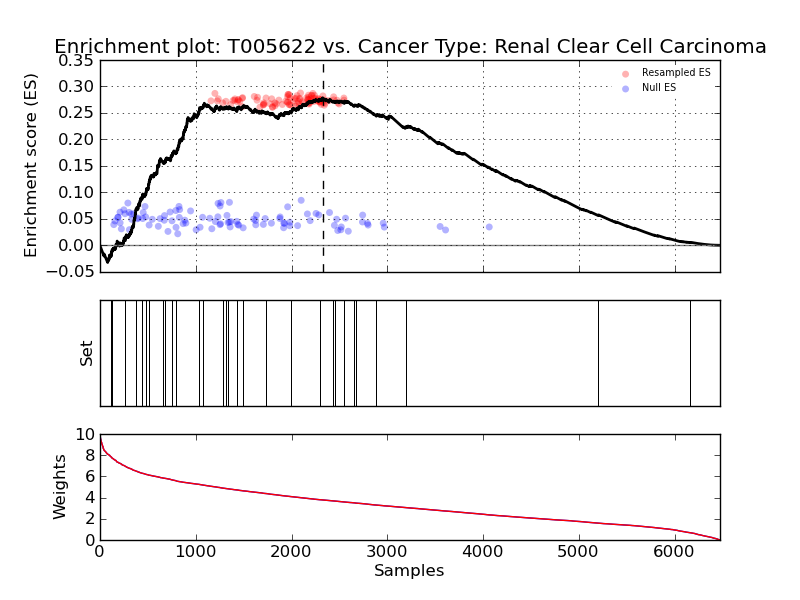 Enrichment plot: T005622 vs. Cancer Type: Renal Clear Cell Carcinoma
0.35
0.30
0.25
0.20
0.15
0.10
0.05
0.00
−0.05
Enrichment score (ES)
Resampled ES
Null ES
Set
10
8
6
4
2
0
Weights
0 1000 2000 3000 4000 5000 6000
Samples